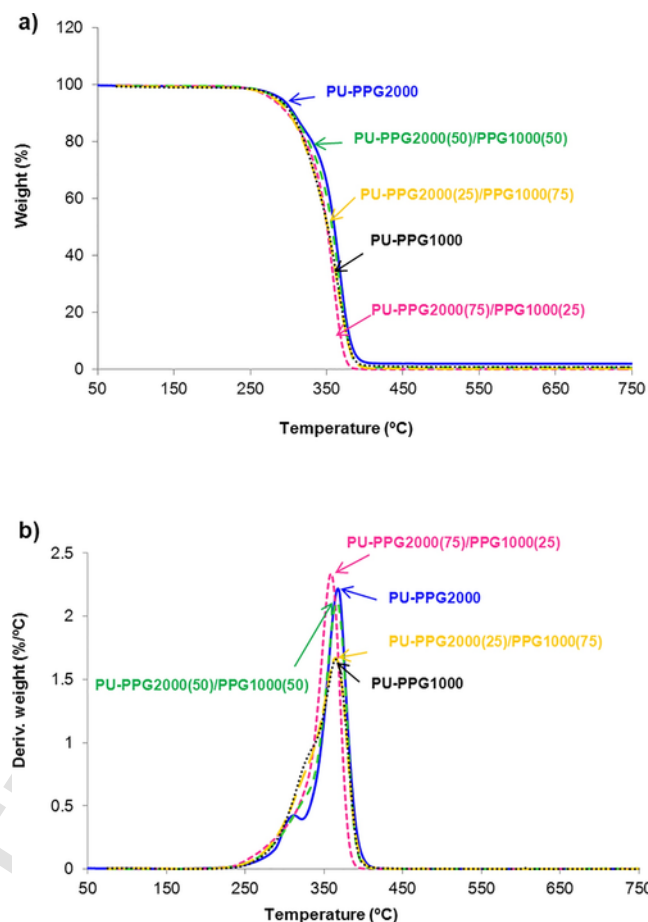 a)
120
100
80
60
40
20
0
Weight (%)
PU-PPG2000
PU-PPG2000(50)/PPG1000(50)
PU-PPG2000(25)/PPG1000(75)
PU-PPG1000
PU-PPG2000(75)/PPG1000(25)
50 150 250 350 450 550 650 750
Temperature (ºC)
b)
2.5
2
1.5
1
0.5
0
Deriv. weight (%/ºC)
PU-PPG2000(75)/PPG1000(25)
PU-PPG2000
PU-PPG2000(25)/PPG1000(75)
PU-PPG1000
PU-PPG2000(50)/PPG1000(50)
50 150 250 350 450 550 650 750
Temperature (ºC)